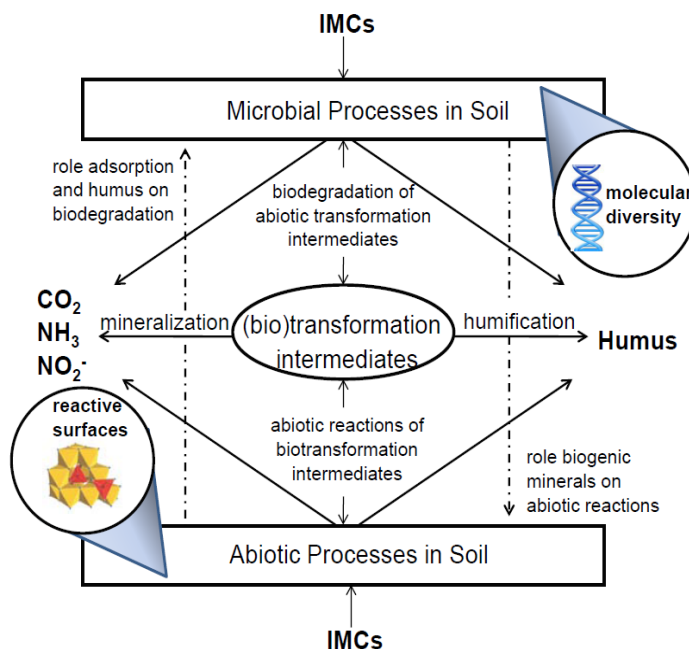 IMCs
Microbial Processes in Soil
role adsorption
and humus on
biodegradation
biodegradation of
abiotic transformation
intermediates
molecular
diversity
CO2
NH3
NO2-
mineralization
(bio)transformation
intermediates
humification
Humus
reactive
surfaces
abiotic reactions of
biotransformation
intermediates
role biogenic
minerals on
abiotic reactions
Abiotic Processes in Soil
IMCs